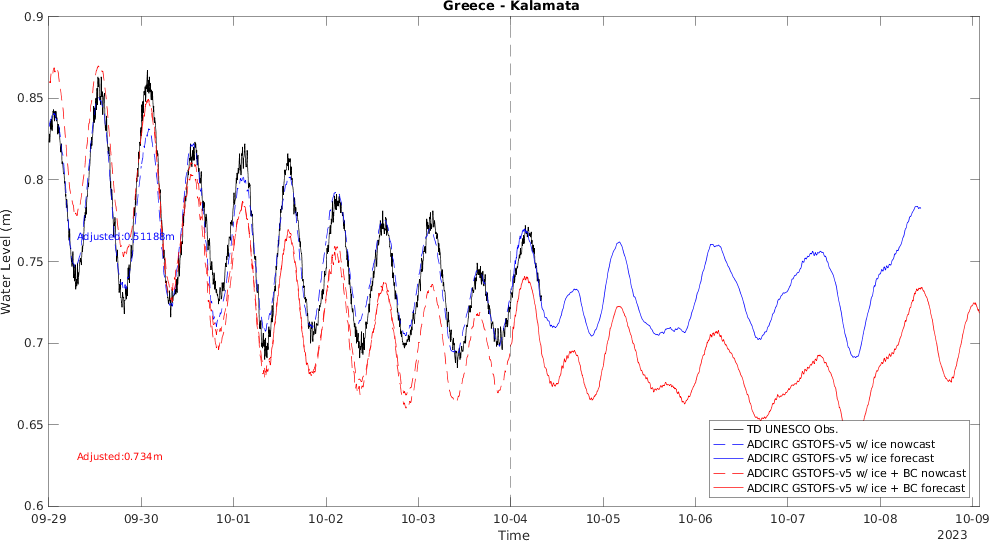 Greece - Kalamata
0.9
0.85
0.8
0.75
0.7
0.65
0.6
Water Level (m)
Adjusted:0.51188m
Adjusted:0.734m
TD UNESCO Obs.
ADCIRC GSTOFS-v5 w/ ice nowcast
ADCIRC GSTOFS-v5 w/ ice forecast
ADCIRC GSTOFS-v5 w/ ice + BC nowcast
ADCIRC GSTOFS-v5 w/ ice + BC forecast
09-29 09-30 10-01 10-02 10-03 10-04 10-05 10-06 10-07 10-08 10-09
Time
2023